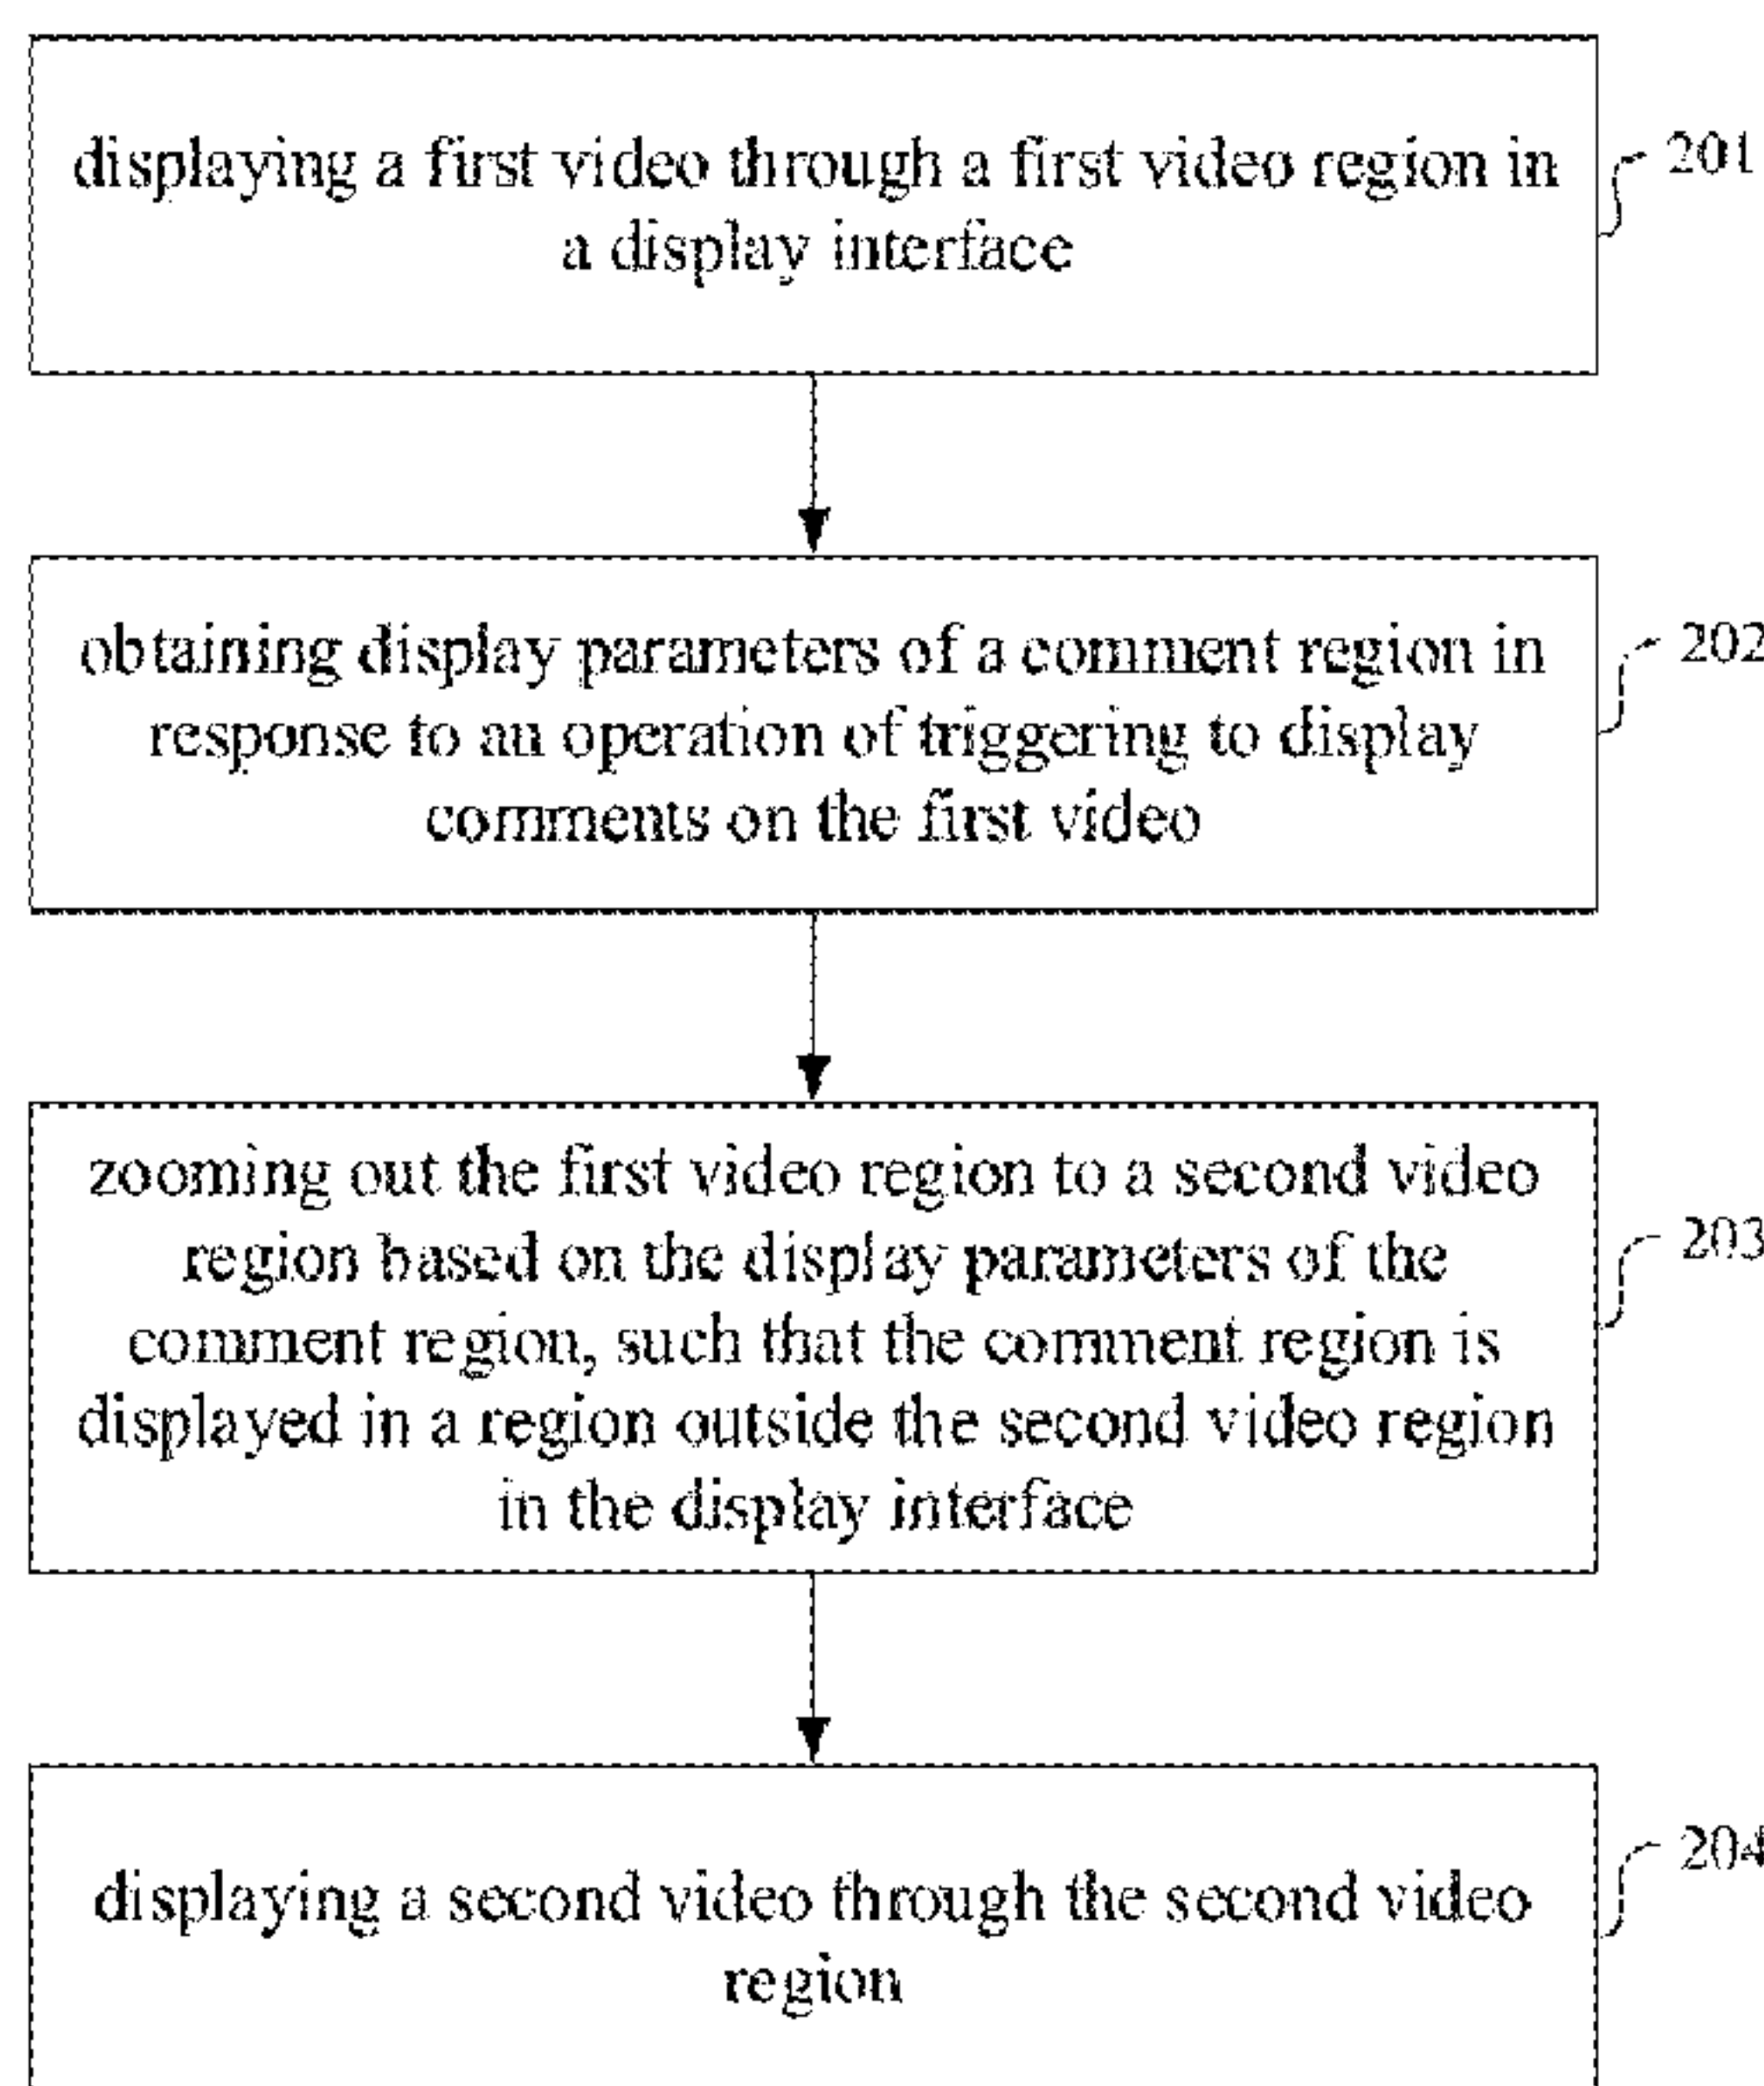 displaying a first video through a first video region in
a display interface
201
obtaining display parameters of a comment region in
response to an operation of triggering to display
comments on the first video
202
zooming out the first video region to a second video
region based on the display parameters of the
comment region, such that the comment region is
displayed in a region outside the second video region
in the display interface
203
displaying a second video through the second video
region
204